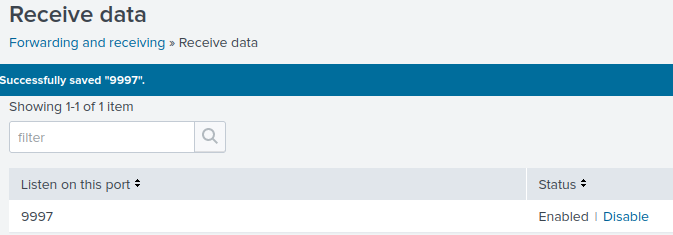 Receive data
Forwarding and receiving » Receive data
Successfully saved "9997".
Showing 1-1 of 1 item
filter
Listen on this port Status
9997 Enabled | Disable